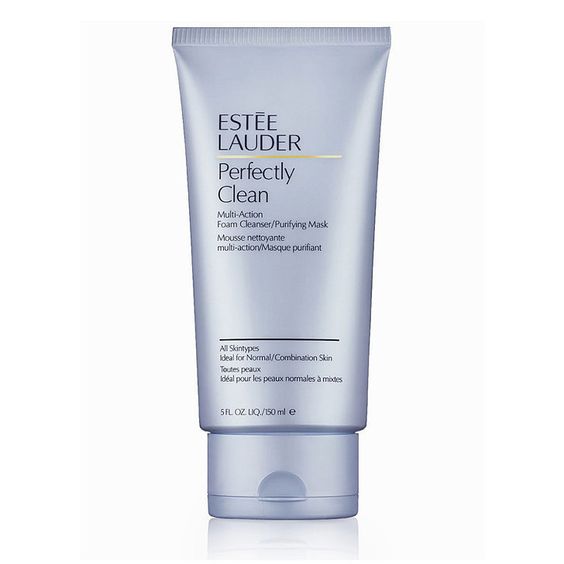 ESTĒE
LAUDER
Perfectly
Clean
Multi-Action
Foam Cleanser/Purifying Mask
Mousse nettoyante
multi-action/Masque purifiant
All Skintypes
Ideal for Normal/Combination Skin
Toutes peaux
Idéal pour les peaux normales à mixtes
5 FL. OZ. LIQ./150 ml ℮